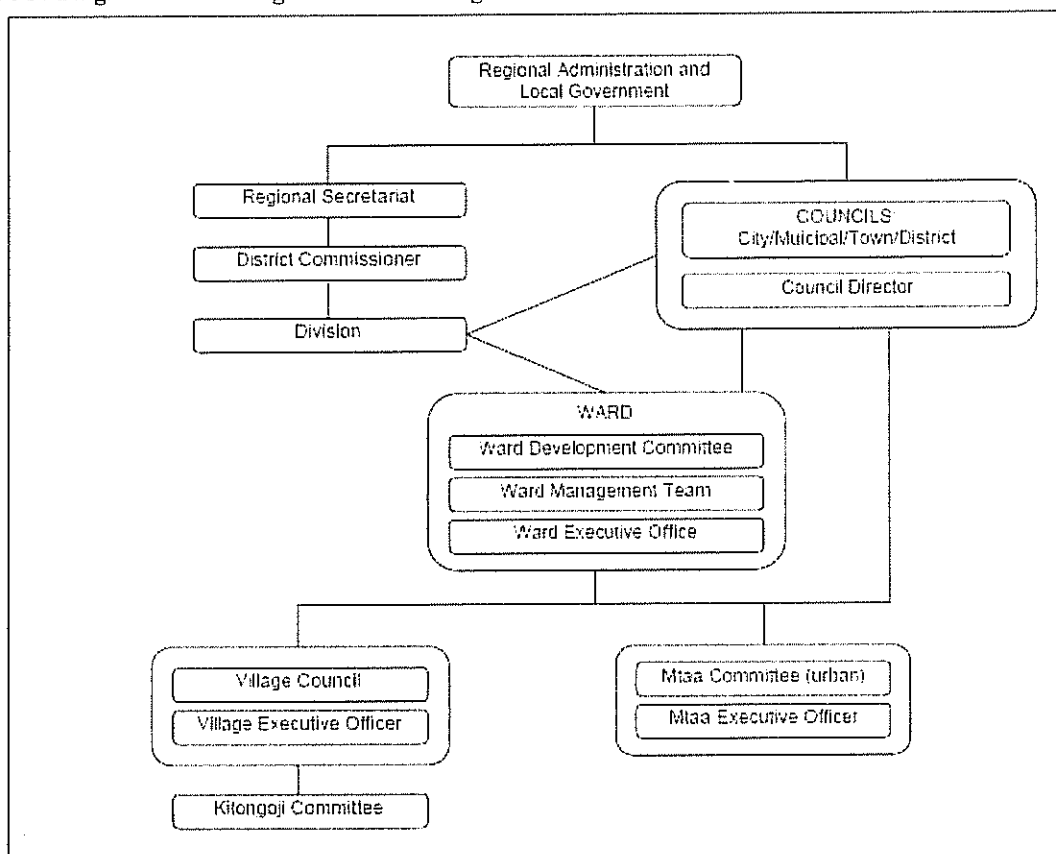 Regional Administration and
Local Government
Regional Secretariat
COUNCILS
City/Muicipal/Town/District
District Commissioner
Council Director
Division
WARD
Ward Development Committee
Ward Management Team
Ward Executive Office
Village Council
Mtaa Committee (urban)
Village Executive Officer
Mtaa Executive Officer
Kitongoji Committee